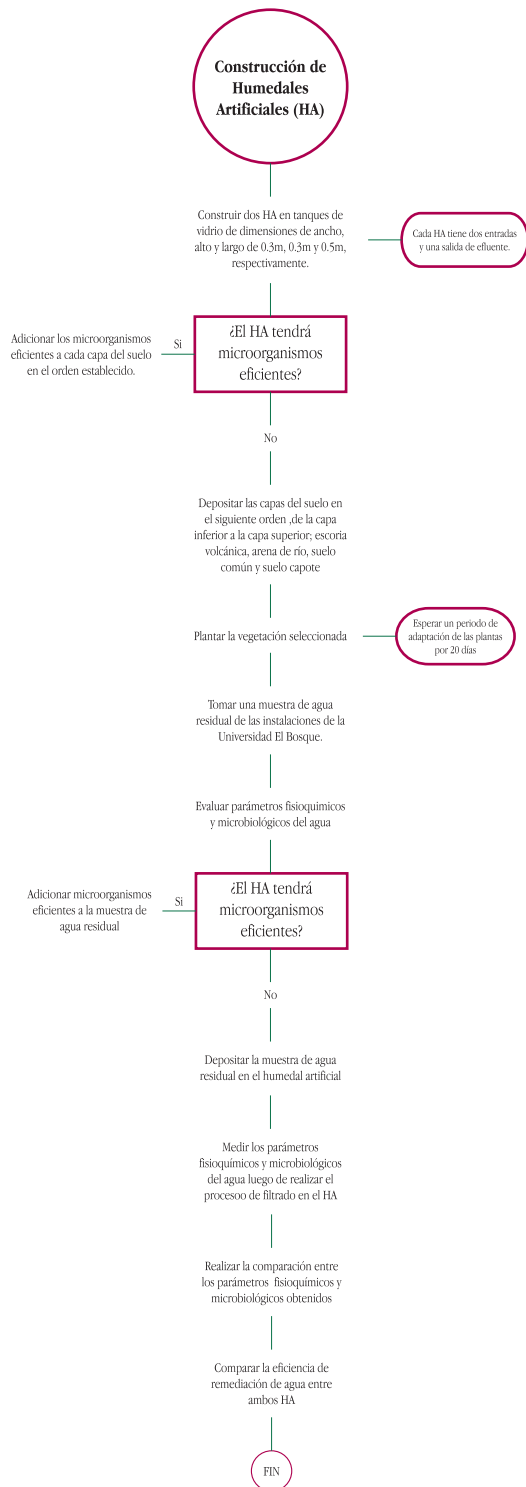 Construcción de
Humedales
Artificiales (HA)
Construir dos HA en tanques de
vidrio de dimensiones de ancho,
alto y largo de 0.3m, 0.3m y 0.5m,
respectivamente.
Cada HA tiene dos entradas
y una salida de efluente.
Adicionar los microorganismos
eficientes a cada capa del suelo
en el orden establecido.
Si
¿El HA tendrá
microorganismos
eficientes?
No
Depositar las capas del suelo en
el siguiente orden ,de la capa
inferior a la capa superior; escoria
volcánica, arena de río, suelo
común y suelo capote
Plantar la vegetación seleccionada
Esperar un periodo de
adaptación de las plantas
por 20 días
Tomar una muestra de agua
residual de las instalaciones de la
Universidad El Bosque.
Evaluar parámetros fisioquimicos
y microbiológicos del agua
Adicionar microorganismos
eficientes a la muestra de
agua residual
Si
¿El HA tendrá
microorganismos
eficientes?
No
Depositar la muestra de agua
residual en el humedal artificial
Medir los parámetros
fisioquímicos y microbiológicos
del agua luego de realizar el
procesoo de filtrado en el HA
Realizar la comparación entre
los parámetros fisioquímicos y
microbiológicos obtenidos
Comparar la eficiencia de
remediación de agua entre
ambos HA
FIN